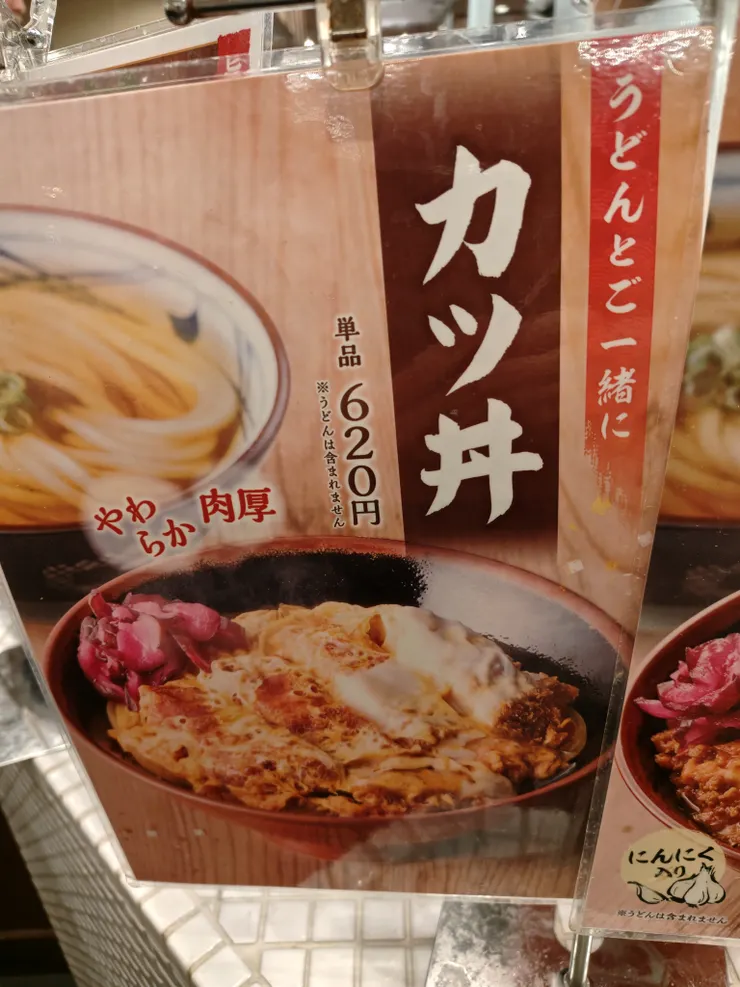 うどんとご一緒に
カツ丼
単品 620円
※うどんは含まれません
やわらか肉厚
にんにく
入り
※うどんは含まれません